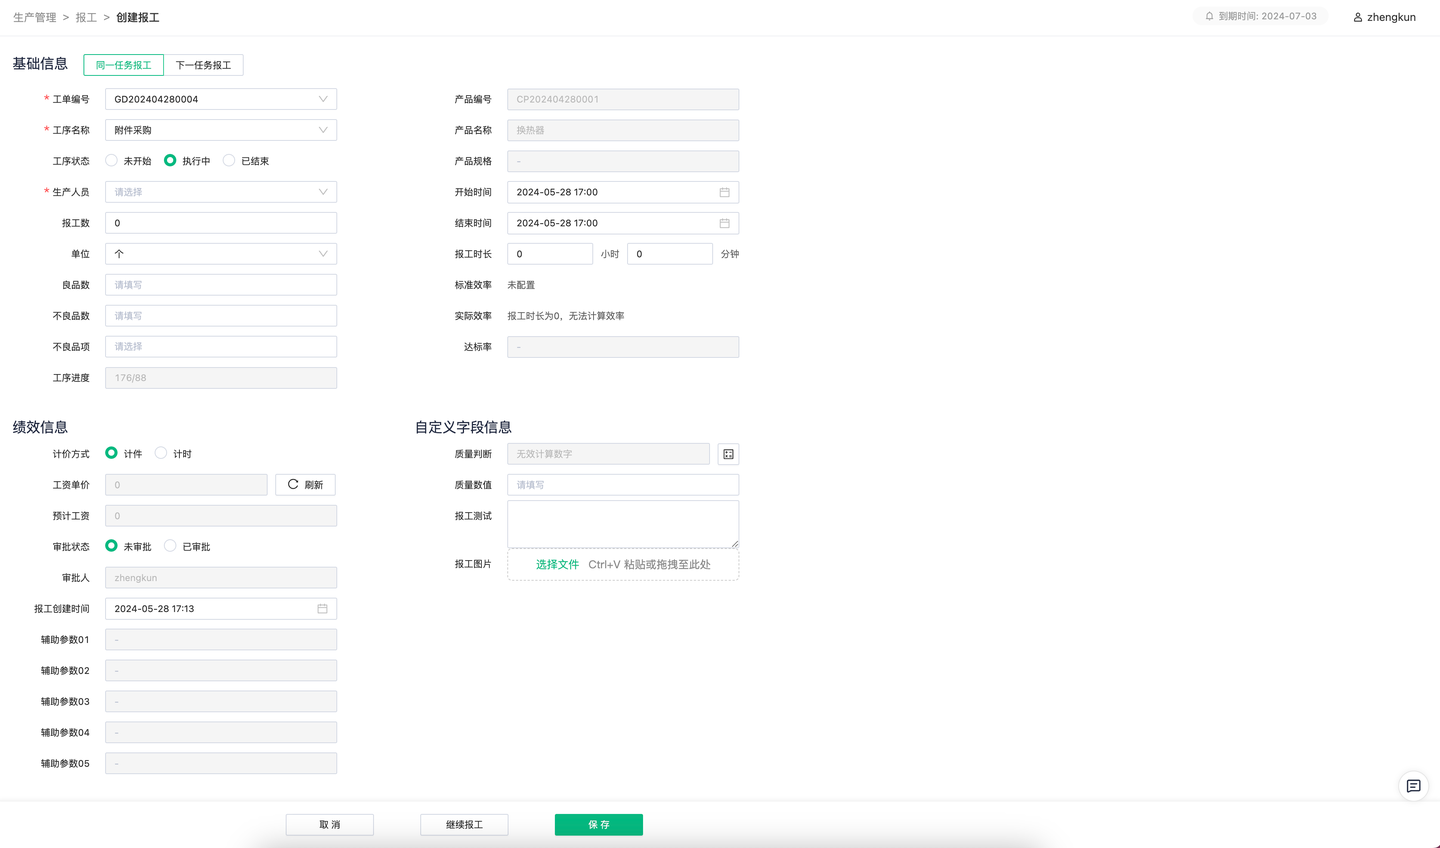 生产管理 > 报工 > 创建报工
到期时间: 2024-07-03
zhengkun
基础信息
同一任务报工
下一任务报工
* 工单编号 GD202404280004
* 工序名称 附件采购
工序状态 未开始 执行中 已结束
* 生产人员 请选择
报工数 0
单位 个
良品数 请填写
不良品数 请填写
不良品项 请选择
工序进度 176/88
产品编号 CP202404280001
产品名称 换热器
产品规格 -
开始时间 2024-05-28 17:00
结束时间 2024-05-28 17:00
报工时长 0 小时 0 分钟
标准效率 未配置
实际效率 报工时长为0，无法计算效率
达标率 -
绩效信息
计价方式 计件 计时
工资单价 0 刷新
预计工资 0
审批状态 未审批 已审批
审批人 zhengkun
报工创建时间 2024-05-28 17:13
辅助参数01 -
辅助参数02 -
辅助参数03 -
辅助参数04 -
辅助参数05 -
自定义字段信息
质量判断 无效计算数字
质量数值 请填写
报工测试
报工图片 选择文件 Ctrl+V 粘贴或拖拽至此处
取 消
继续报工
保 存